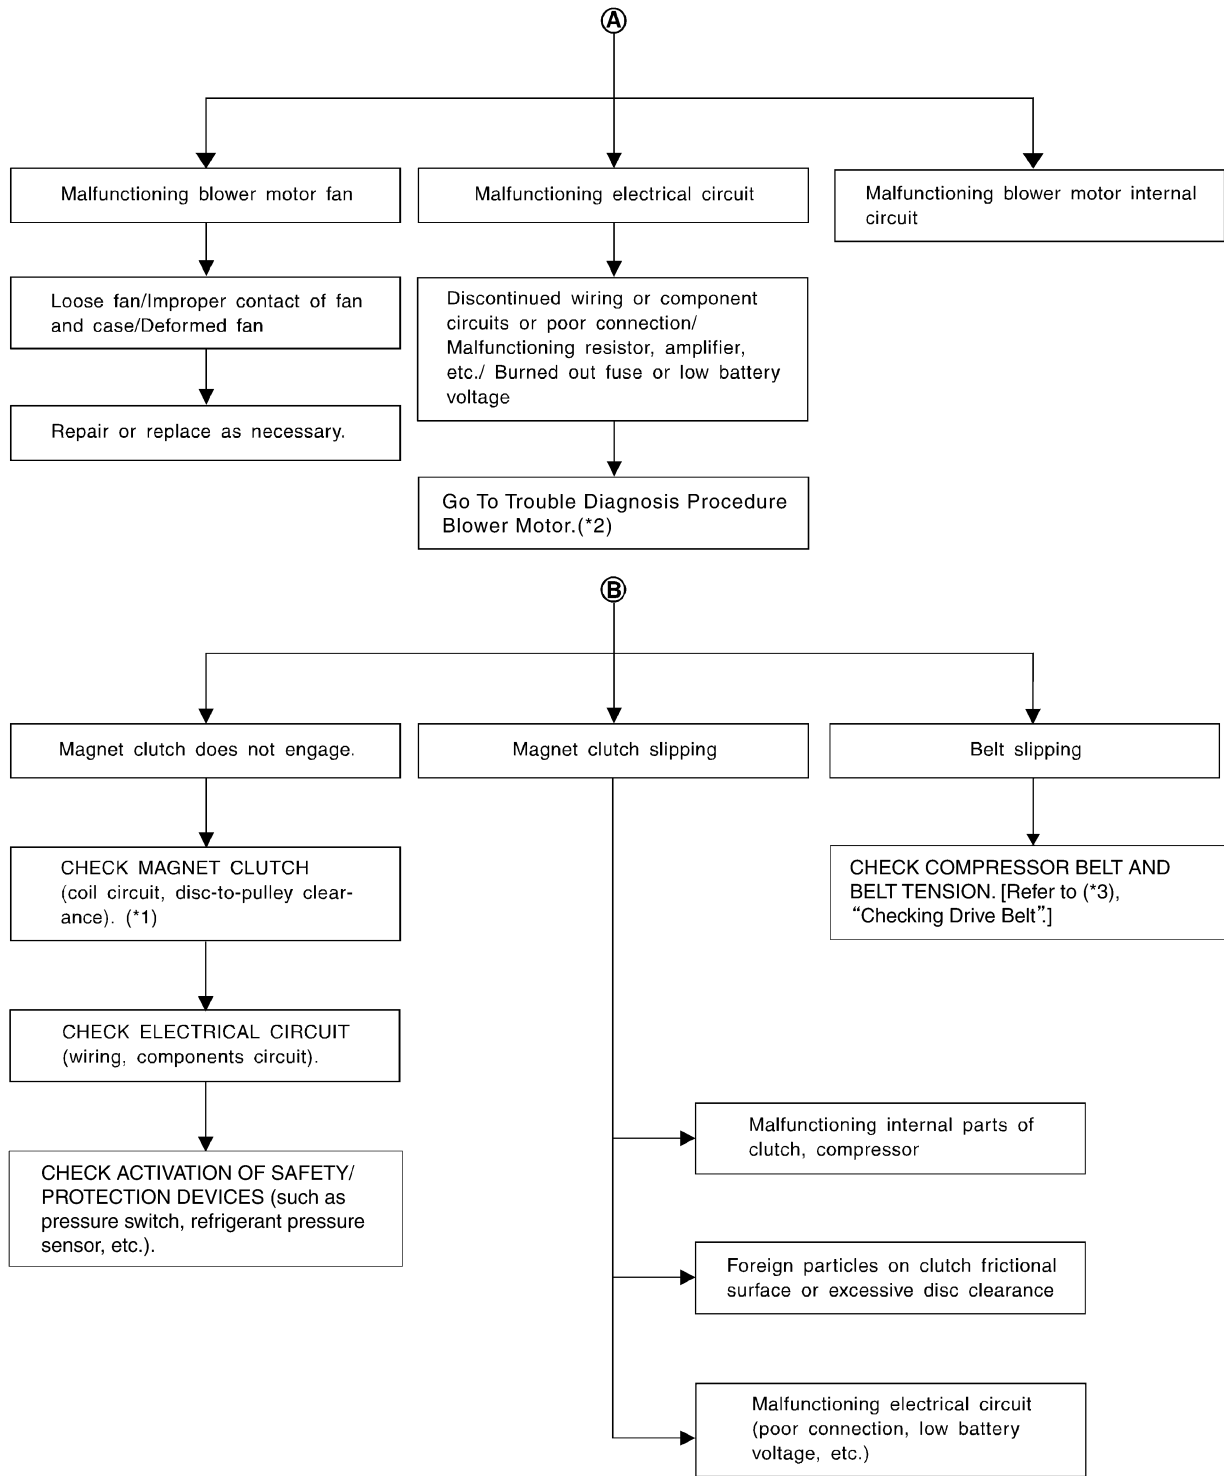 A
Malfunctioning blower motor fan
Malfunctioning electrical circuit
Malfunctioning blower motor internal
circuit
Loose fan/Improper contact of fan
and case/Deformed fan
Discontinued wiring or component
circuits or poor connection/
Malfunctioning resistor, amplifier,
etc./ Burned out fuse or low battery
voltage
Repair or replace as necessary.
Go To Trouble Diagnosis Procedure
Blower Motor.(*2)
B
Magnet clutch does not engage.
Magnet clutch slipping
Belt slipping
CHECK MAGNET CLUTCH
(coil circuit, disc-to-pulley clear-
ance). (*1)
CHECK COMPRESSOR BELT AND
BELT TENSION. [Refer to (*3),
“Checking Drive Belt”.]
CHECK ELECTRICAL CIRCUIT
(wiring, components circuit).
CHECK ACTIVATION OF SAFETY/
PROTECTION DEVICES (such as
pressure switch, refrigerant pressure
sensor, etc.).
Malfunctioning internal parts of
clutch, compressor
Foreign particles on clutch frictional
surface or excessive disc clearance
Malfunctioning electrical circuit
(poor connection, low battery
voltage, etc.)